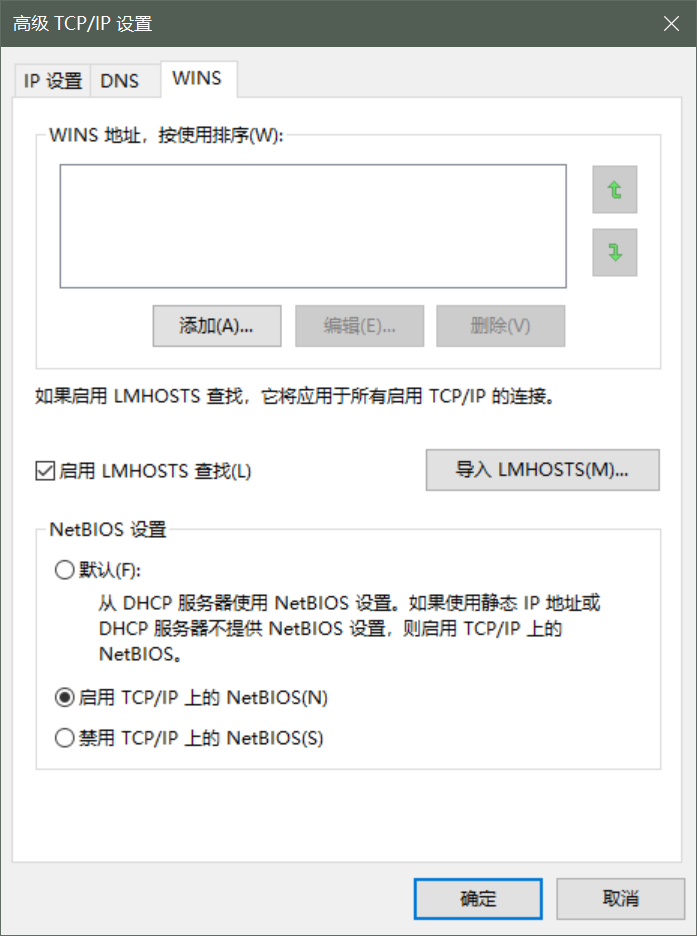 高级 TCP/IP 设置
IP 设置 DNS WINS
WINS 地址，按使用排序(W):
添加(A)... 编辑(E)... 删除(V)
如果启用 LMHOSTS 查找，它将应用于所有启用 TCP/IP 的连接。
启用 LMHOSTS 查找(L) 导入 LMHOSTS(M)...
NetBIOS 设置
默认(F):
从 DHCP 服务器使用 NetBIOS 设置。如果使用静态 IP 地址或
DHCP 服务器不提供 NetBIOS 设置，则启用 TCP/IP 上的
NetBIOS。
启用 TCP/IP 上的 NetBIOS(N)
禁用 TCP/IP 上的 NetBIOS(S)
确定 取消